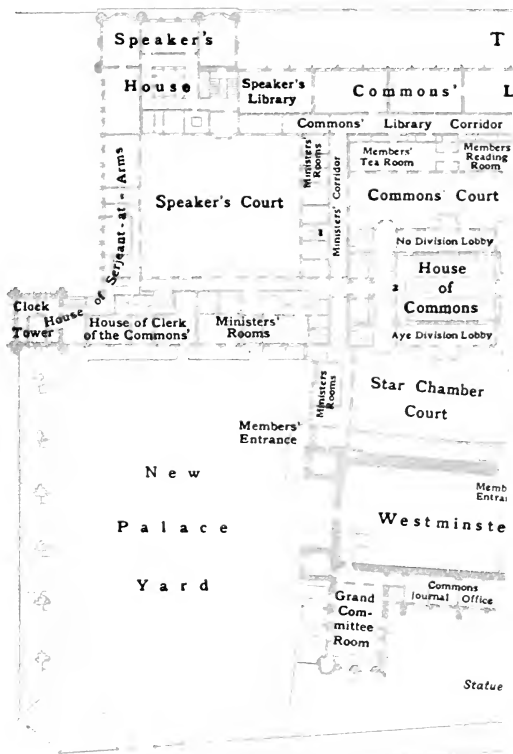 Speaker's
T
House
Speaker's
Library
Commons'
L
Commons' Library Corridor
Ministers'
Rooms
Members'
Tea Room
Members
Reading
Room
House of Serjeant-at-Arms
Speaker's Court
Ministers' Corridor
Commons' Court
No Division Lobby
House
of
Commons
2
Aye Division Lobby
Clock
Tower
House of Clerk
of the Commons'
Ministers'
Rooms
Ministers
Rooms
Star Chamber
Court
Members'
Entrance
New
Palace
Yard
Memb
Entra
Westminste
Commons
Journal Office
Grand
Com-
mittee
Room
Statue